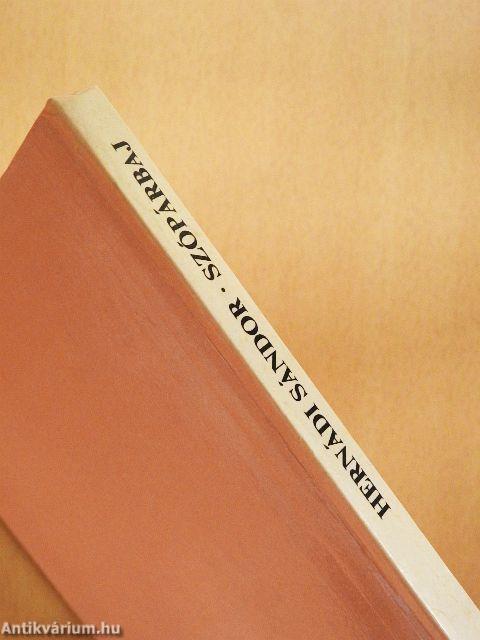 HERNÁDI SÁNDOR · SZÓPÁRBAJ
Antikvárium.hu